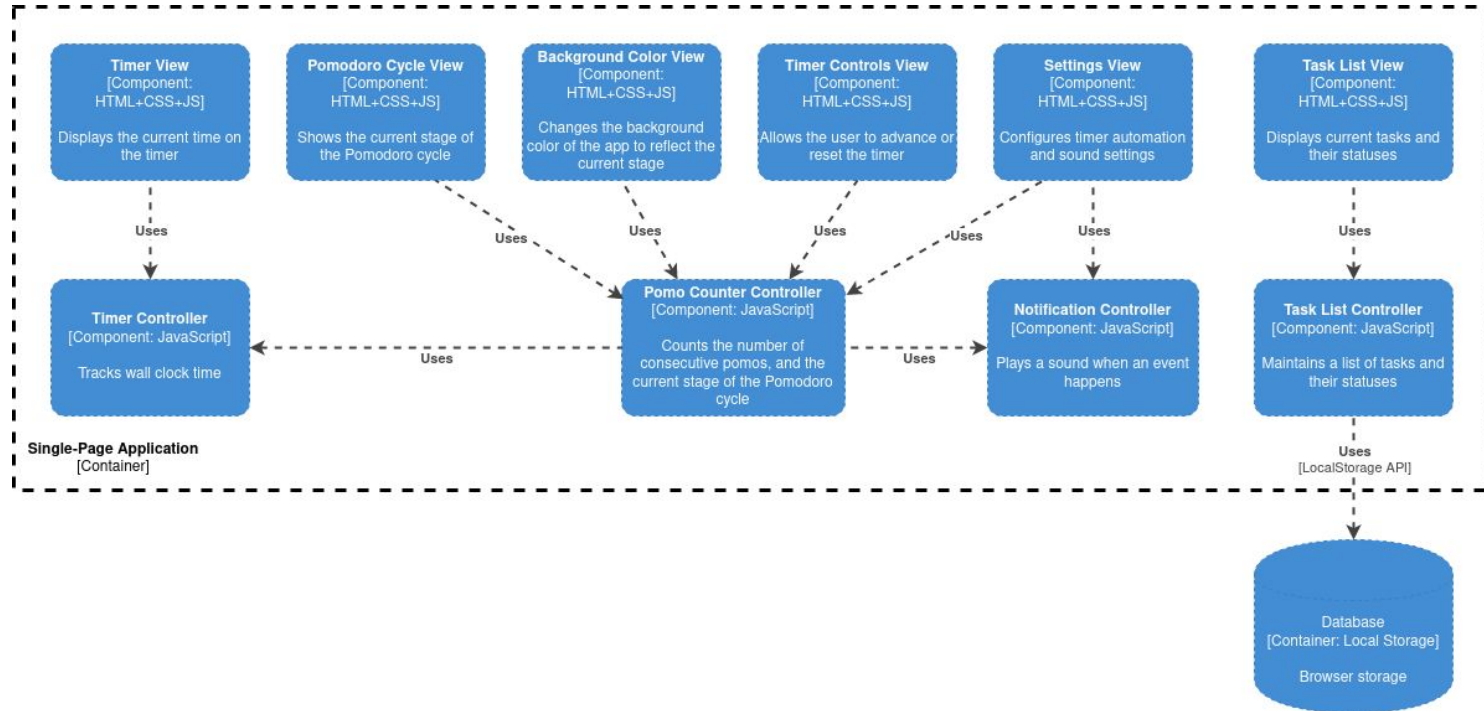 Timer View
[Component:
HTML+CSS+JS]
Displays the current time on
the timer
Pomodoro Cycle View
[Component:
HTML+CSS+JS]
Shows the current stage of
the Pomodoro cycle
Background Color View
[Component:
HTML+CSS+JS]
Changes the background
color of the app to reflect the
current stage
Timer Controls View
[Component:
HTML+CSS+JS]
Allows the user to advance or
reset the timer
Settings View
[Component:
HTML+CSS+JS]
Configures timer automation
and sound settings
Task List View
[Component:
HTML+CSS+JS]
Displays current tasks and
their statuses
Uses
Uses
Uses
Uses
Uses
Uses
Uses
Timer Controller
[Component: JavaScript]
Tracks wall clock time
Uses
Pomo Counter Controller
[Component: JavaScript]
Counts the number of
consecutive pomos, and the
current stage of the Pomodoro
cycle
Uses
Notification Controller
[Component: JavaScript]
Plays a sound when an event
happens
Task List Controller
[Component: JavaScript]
Maintains a list of tasks and
their statuses
Single-Page Application
[Container]
Uses
[LocalStorage API]
Database
[Container: Local Storage]
Browser storage